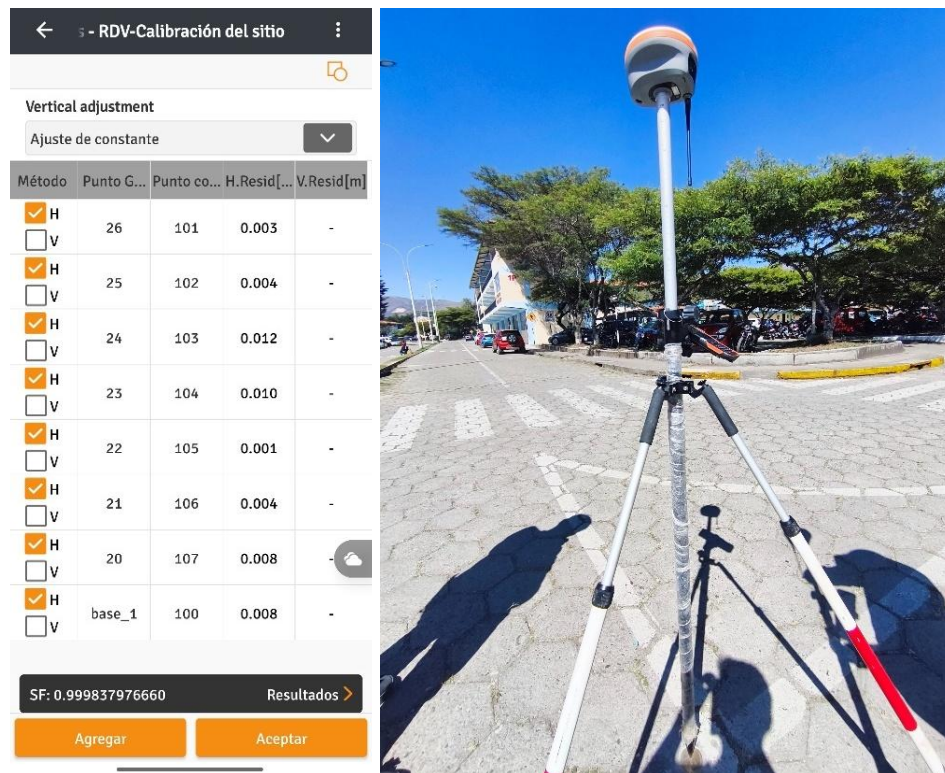 s - RDV-Calibración del sitio
Vertical adjustment
Ajuste de constante
Método Punto G... Punto co... H.Resid[... V.Resid[m]
H
V
26 101 0.003 -
H
V
25 102 0.004 -
H
V
24 103 0.012 -
H
V
23 104 0.010 -
H
V
22 105 0.001 -
H
V
21 106 0.004 -
H
V
20 107 0.008 -
H
V
base_1 100 0.008 -
SF: 0.999837976660 Resultados
Agregar Aceptar